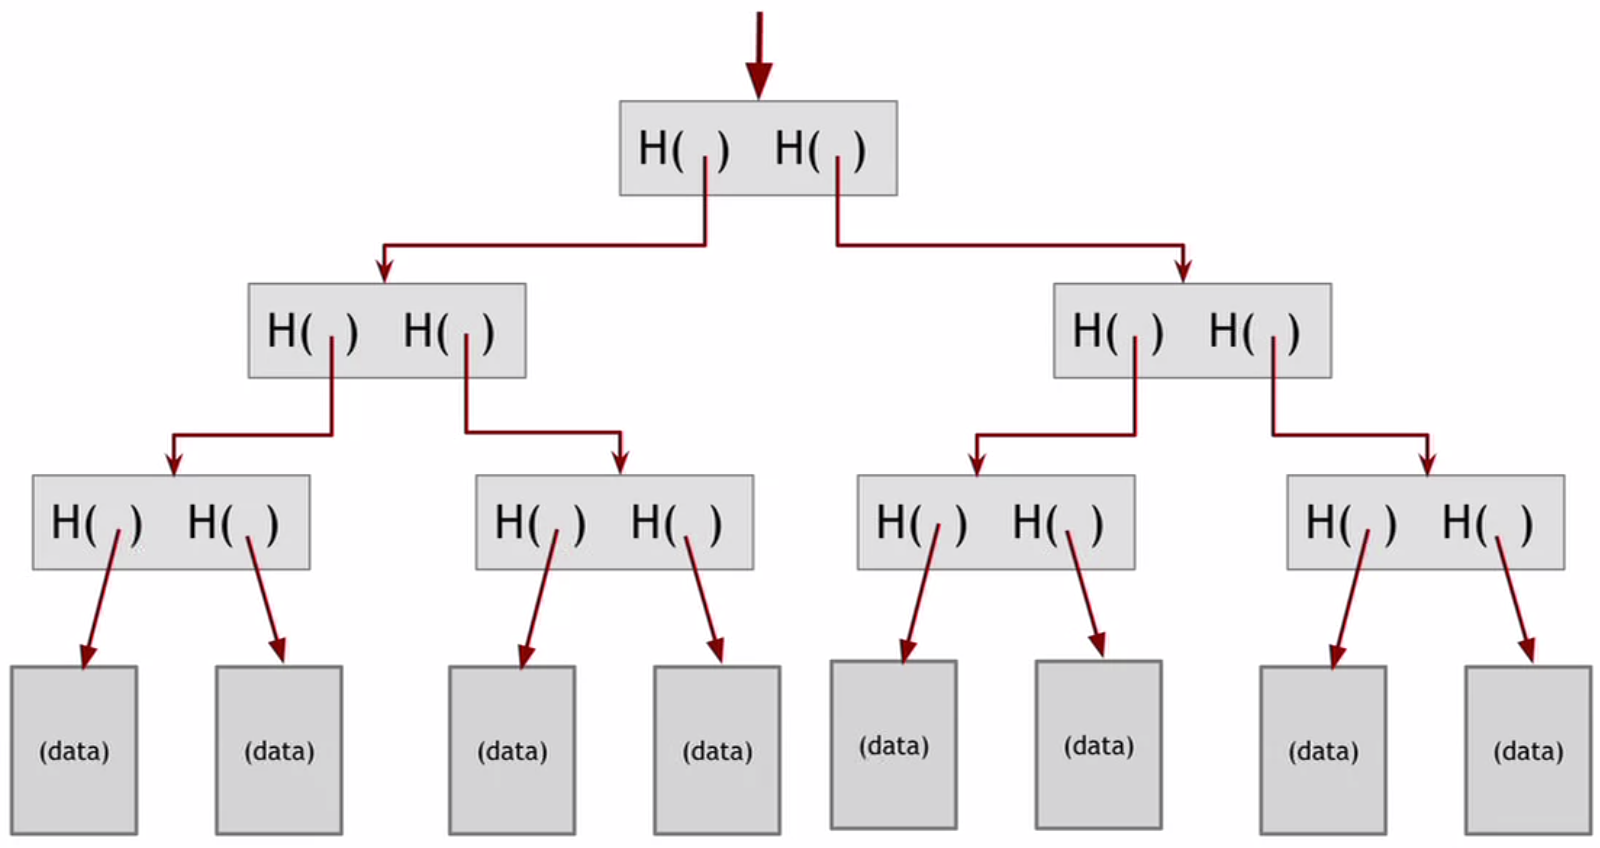 H( ) H( )
H( ) H( ) H( ) H( )
H( ) H( ) H( ) H( ) H( ) H( ) H( ) H( )
(data) (data) (data) (data) (data) (data) (data) (data)